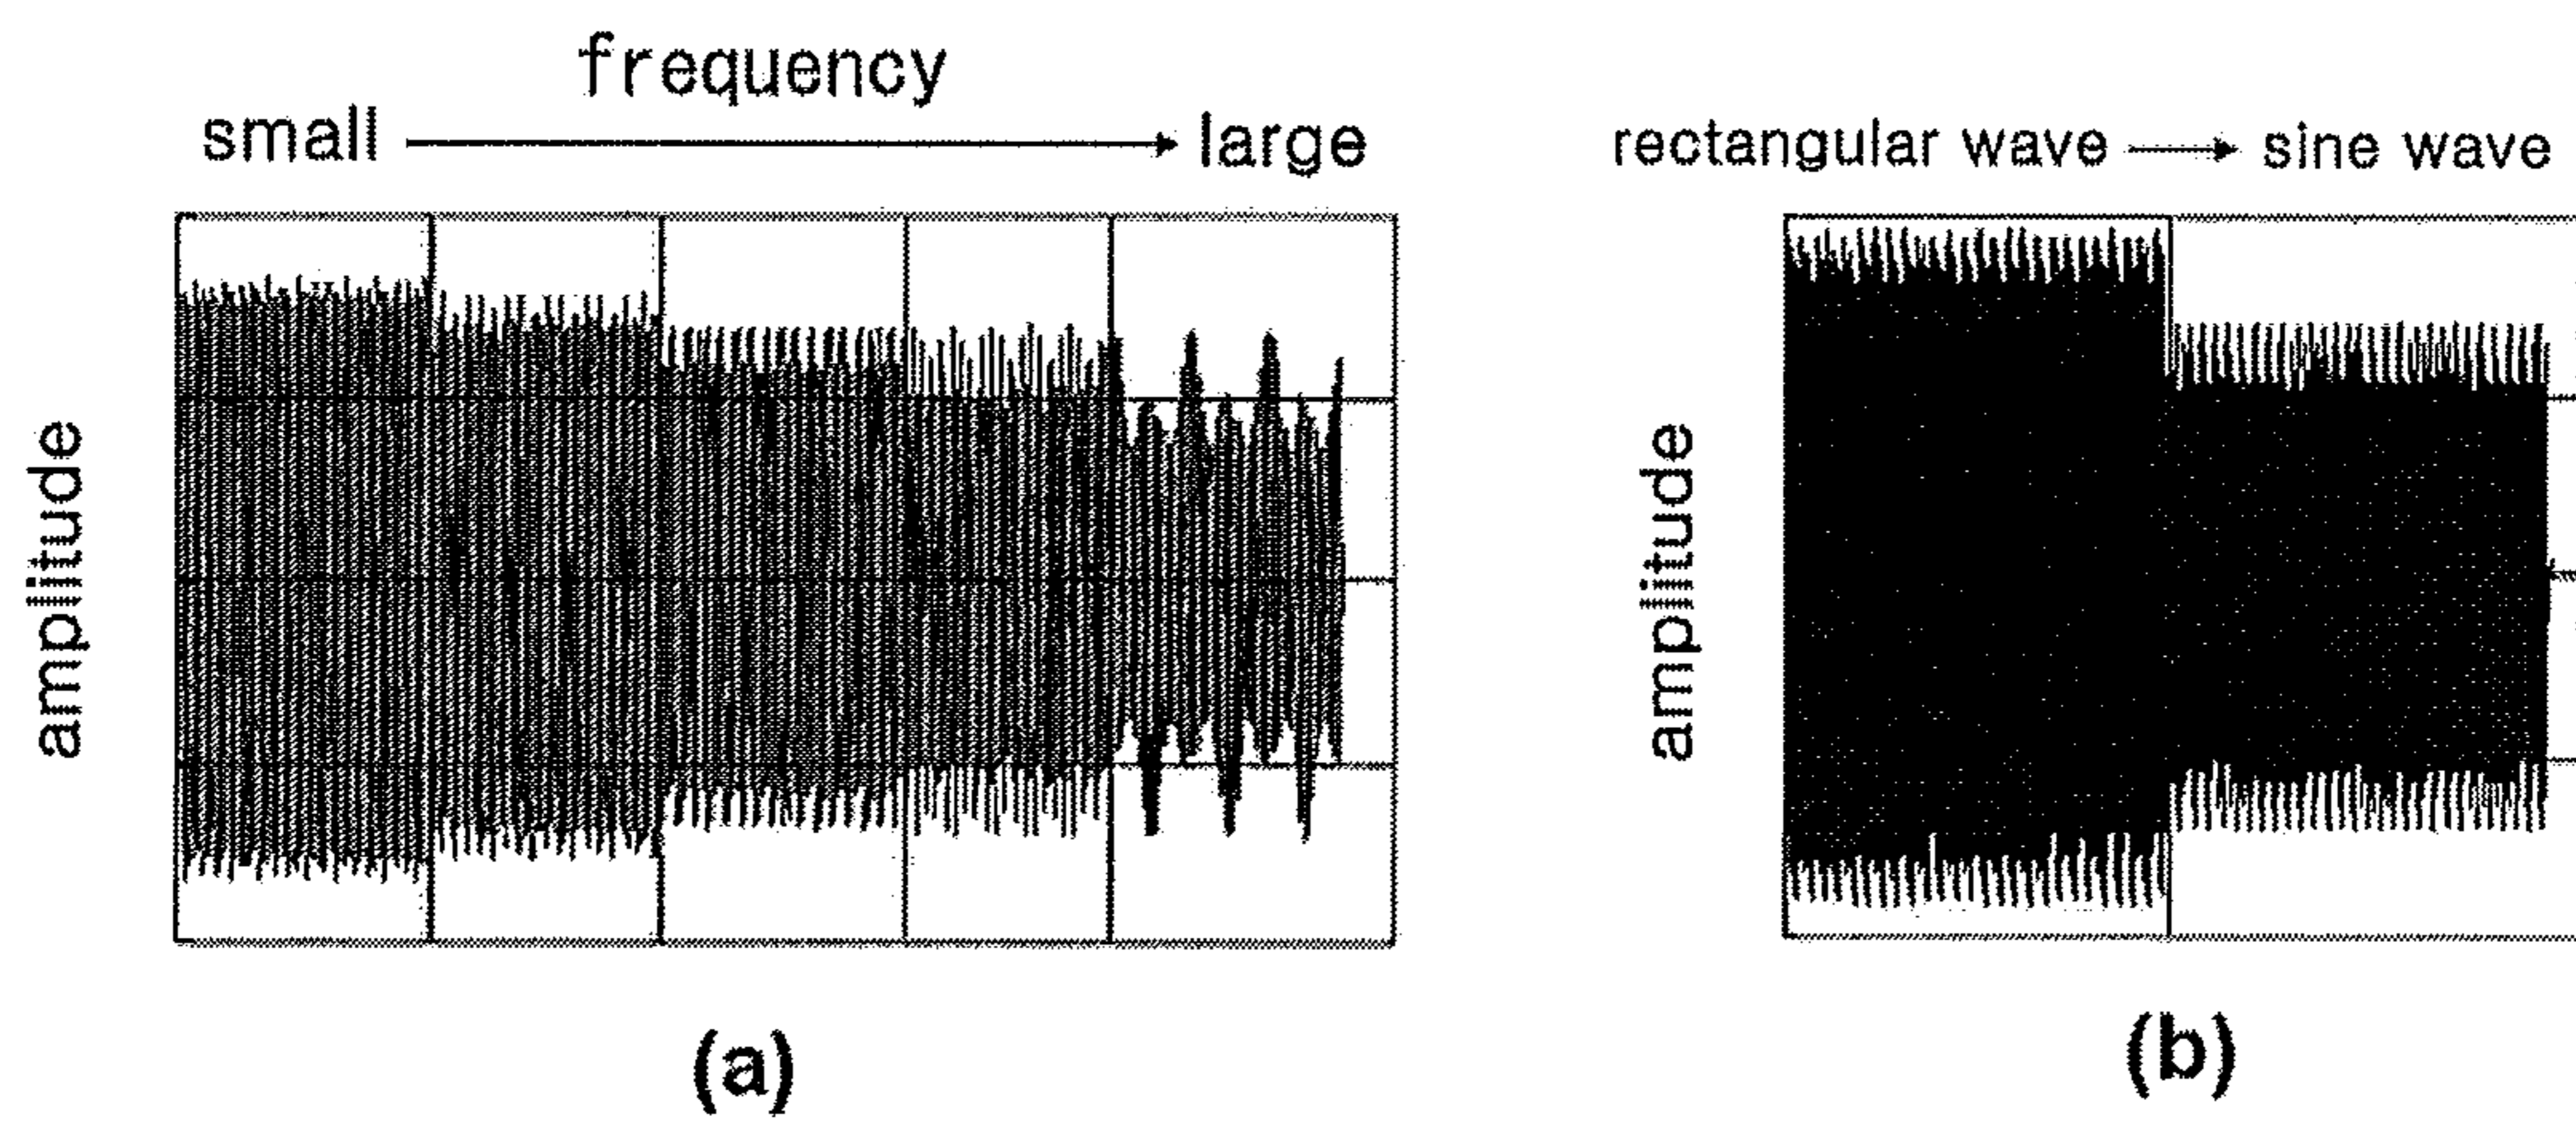 frequency
small large
amplitude
(a)
rectangular wave sine wave
amplitude
(b)